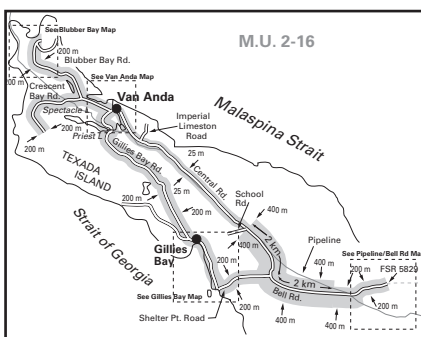 M.U. 2-16
See Blubber Bay Map
200 m
Blubber Bay Rd.
200 m
See Van Anda Map
Crescent
Bay Rd.
Van Anda
Spectacle
Imperial
Limeston
Road
Malaspina Strait
Priest
200 m
200 m
Gillies Bay Rd.
25 m
Central Rd.
TEXADA
ISLAND
25 m
School
Rd.
200 m
400 m
Strait of Georgia
Gillies
Bay
2 km
400 m
Pipeline
400 m
See Pipeline/Bell Rd Ma
200 m
2 km
200 m
FSR 5829
See Gillies Bay Map
0
Bell Rd.
200 m
Shelter Pt. Road
200 m
400 m
400 m